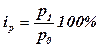 i_p = p_1 / p_0 100%